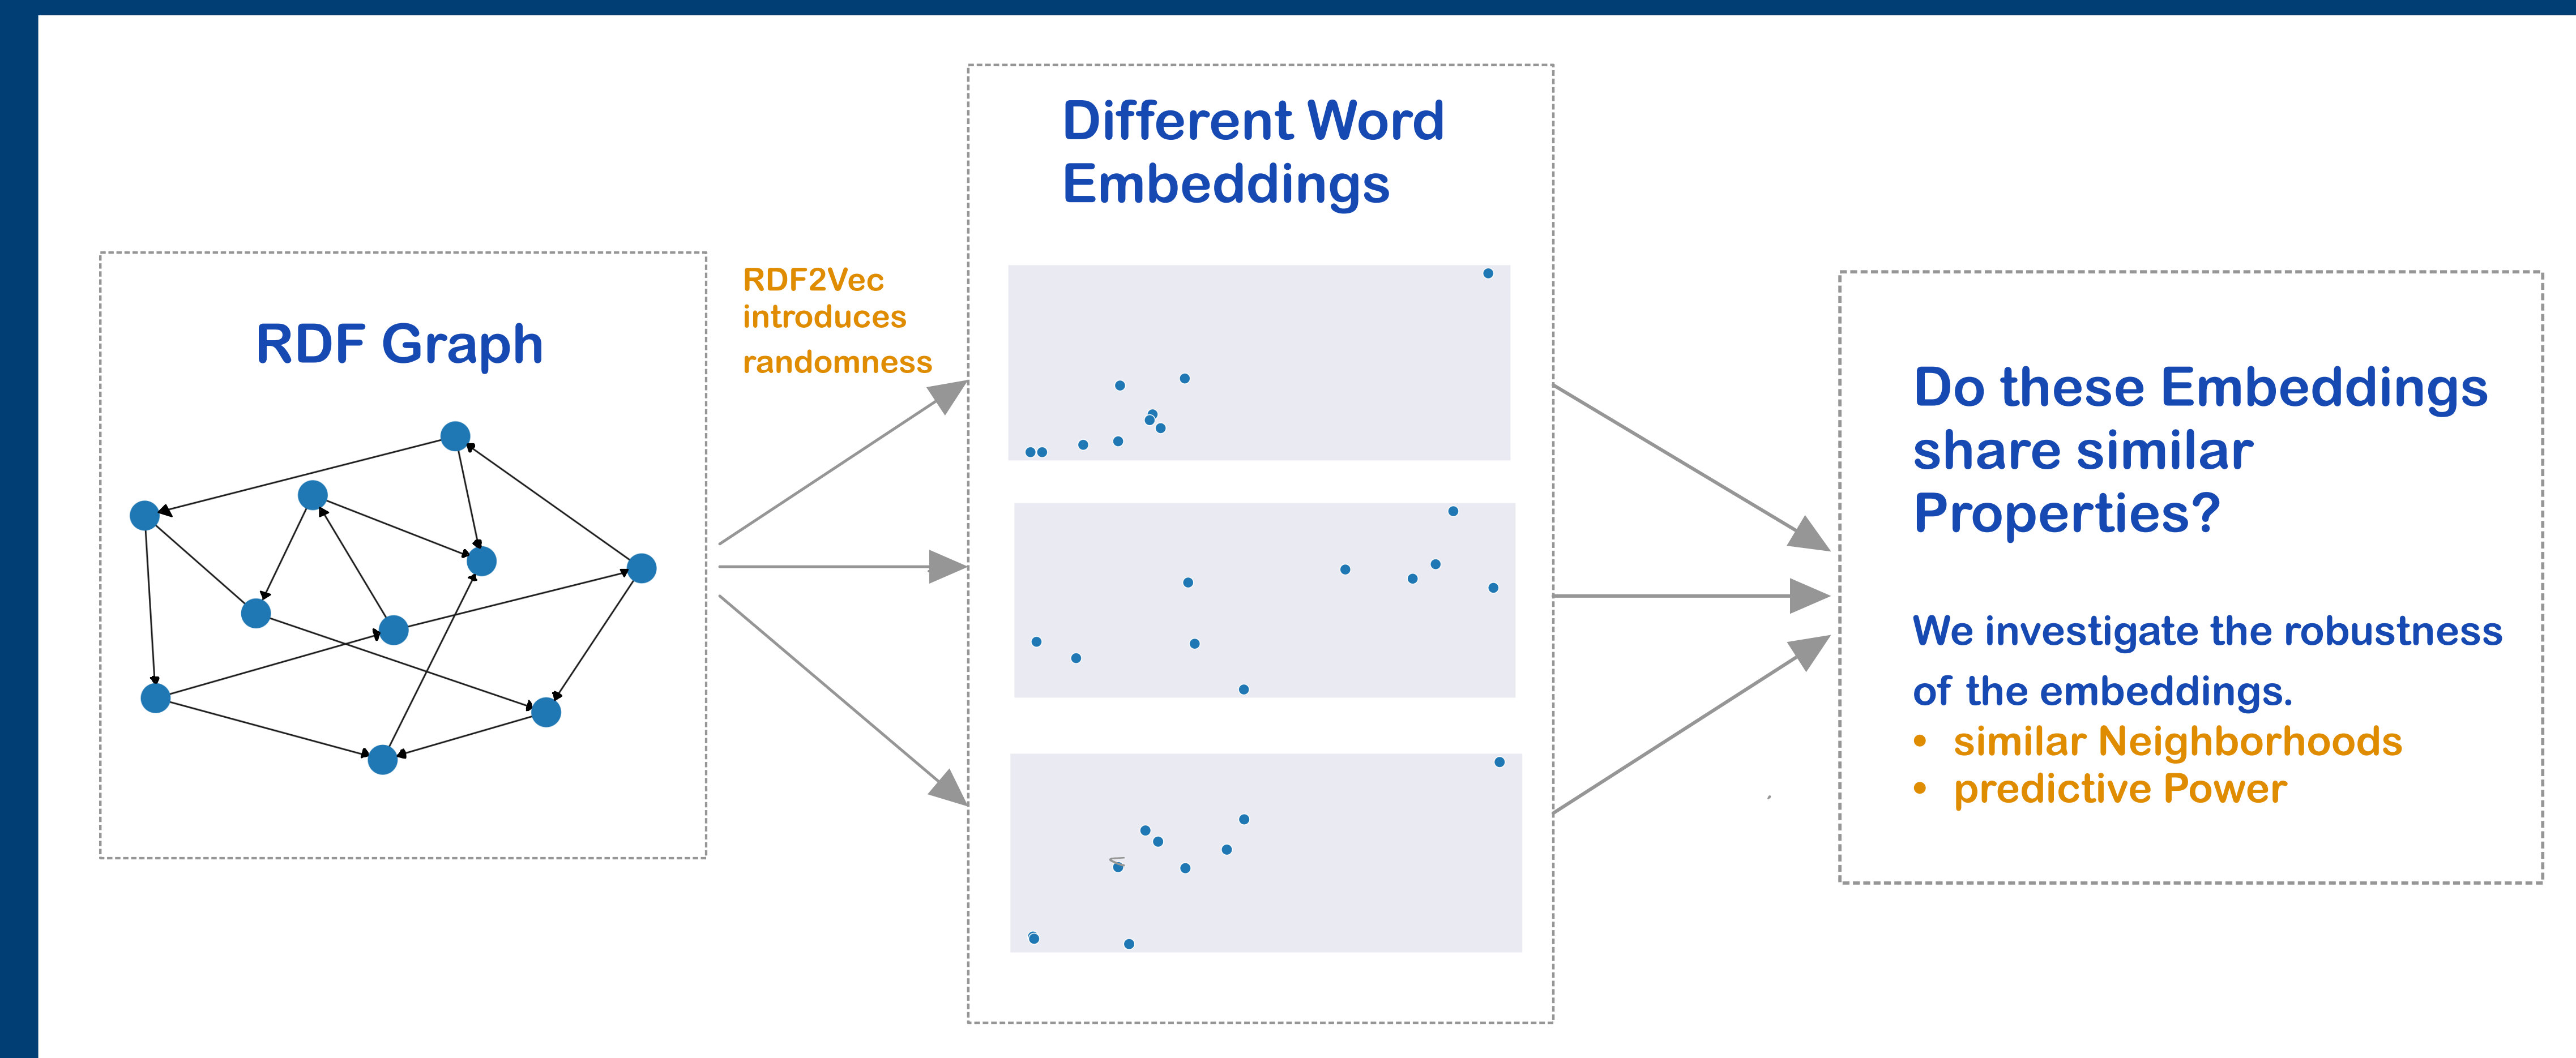 RDF Graph
RDF2Vec
introduces
randomness
Different Word
Embeddings
Do these Embeddings
share similar
Properties?
We investigate the robustness
of the embeddings.
• similar Neighborhoods
• predictive Power